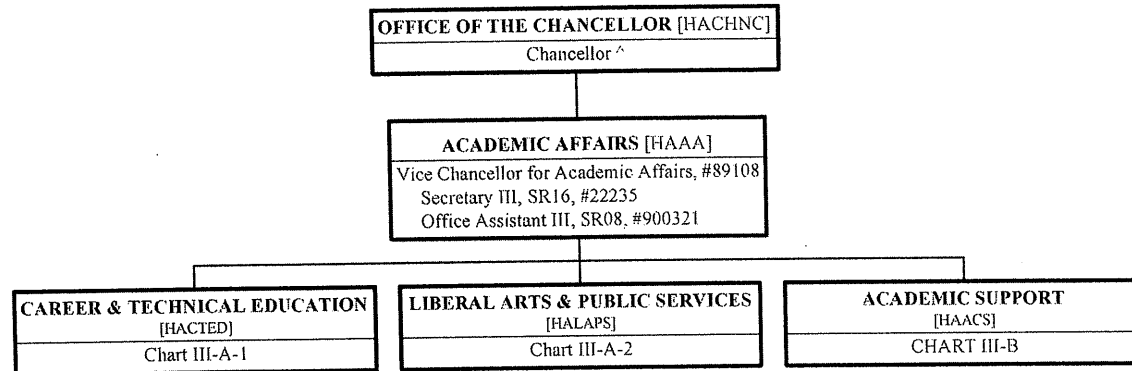 OFFICE OF THE CHANCELLOR [HACHNC]
Chancellor ^
ACADEMIC AFFAIRS [HAAA]
Vice Chancellor for Academic Affairs, #89108
Secretary III, SR16, #22235
Office Assistant III, SR08, #900321
CAREER & TECHNICAL EDUCATION
[HACTED]
Chart III-A-1
LIBERAL ARTS & PUBLIC SERVICES
[HALAPS]
Chart III-A-2
ACADEMIC SUPPORT
[HAACS]
CHART III-B